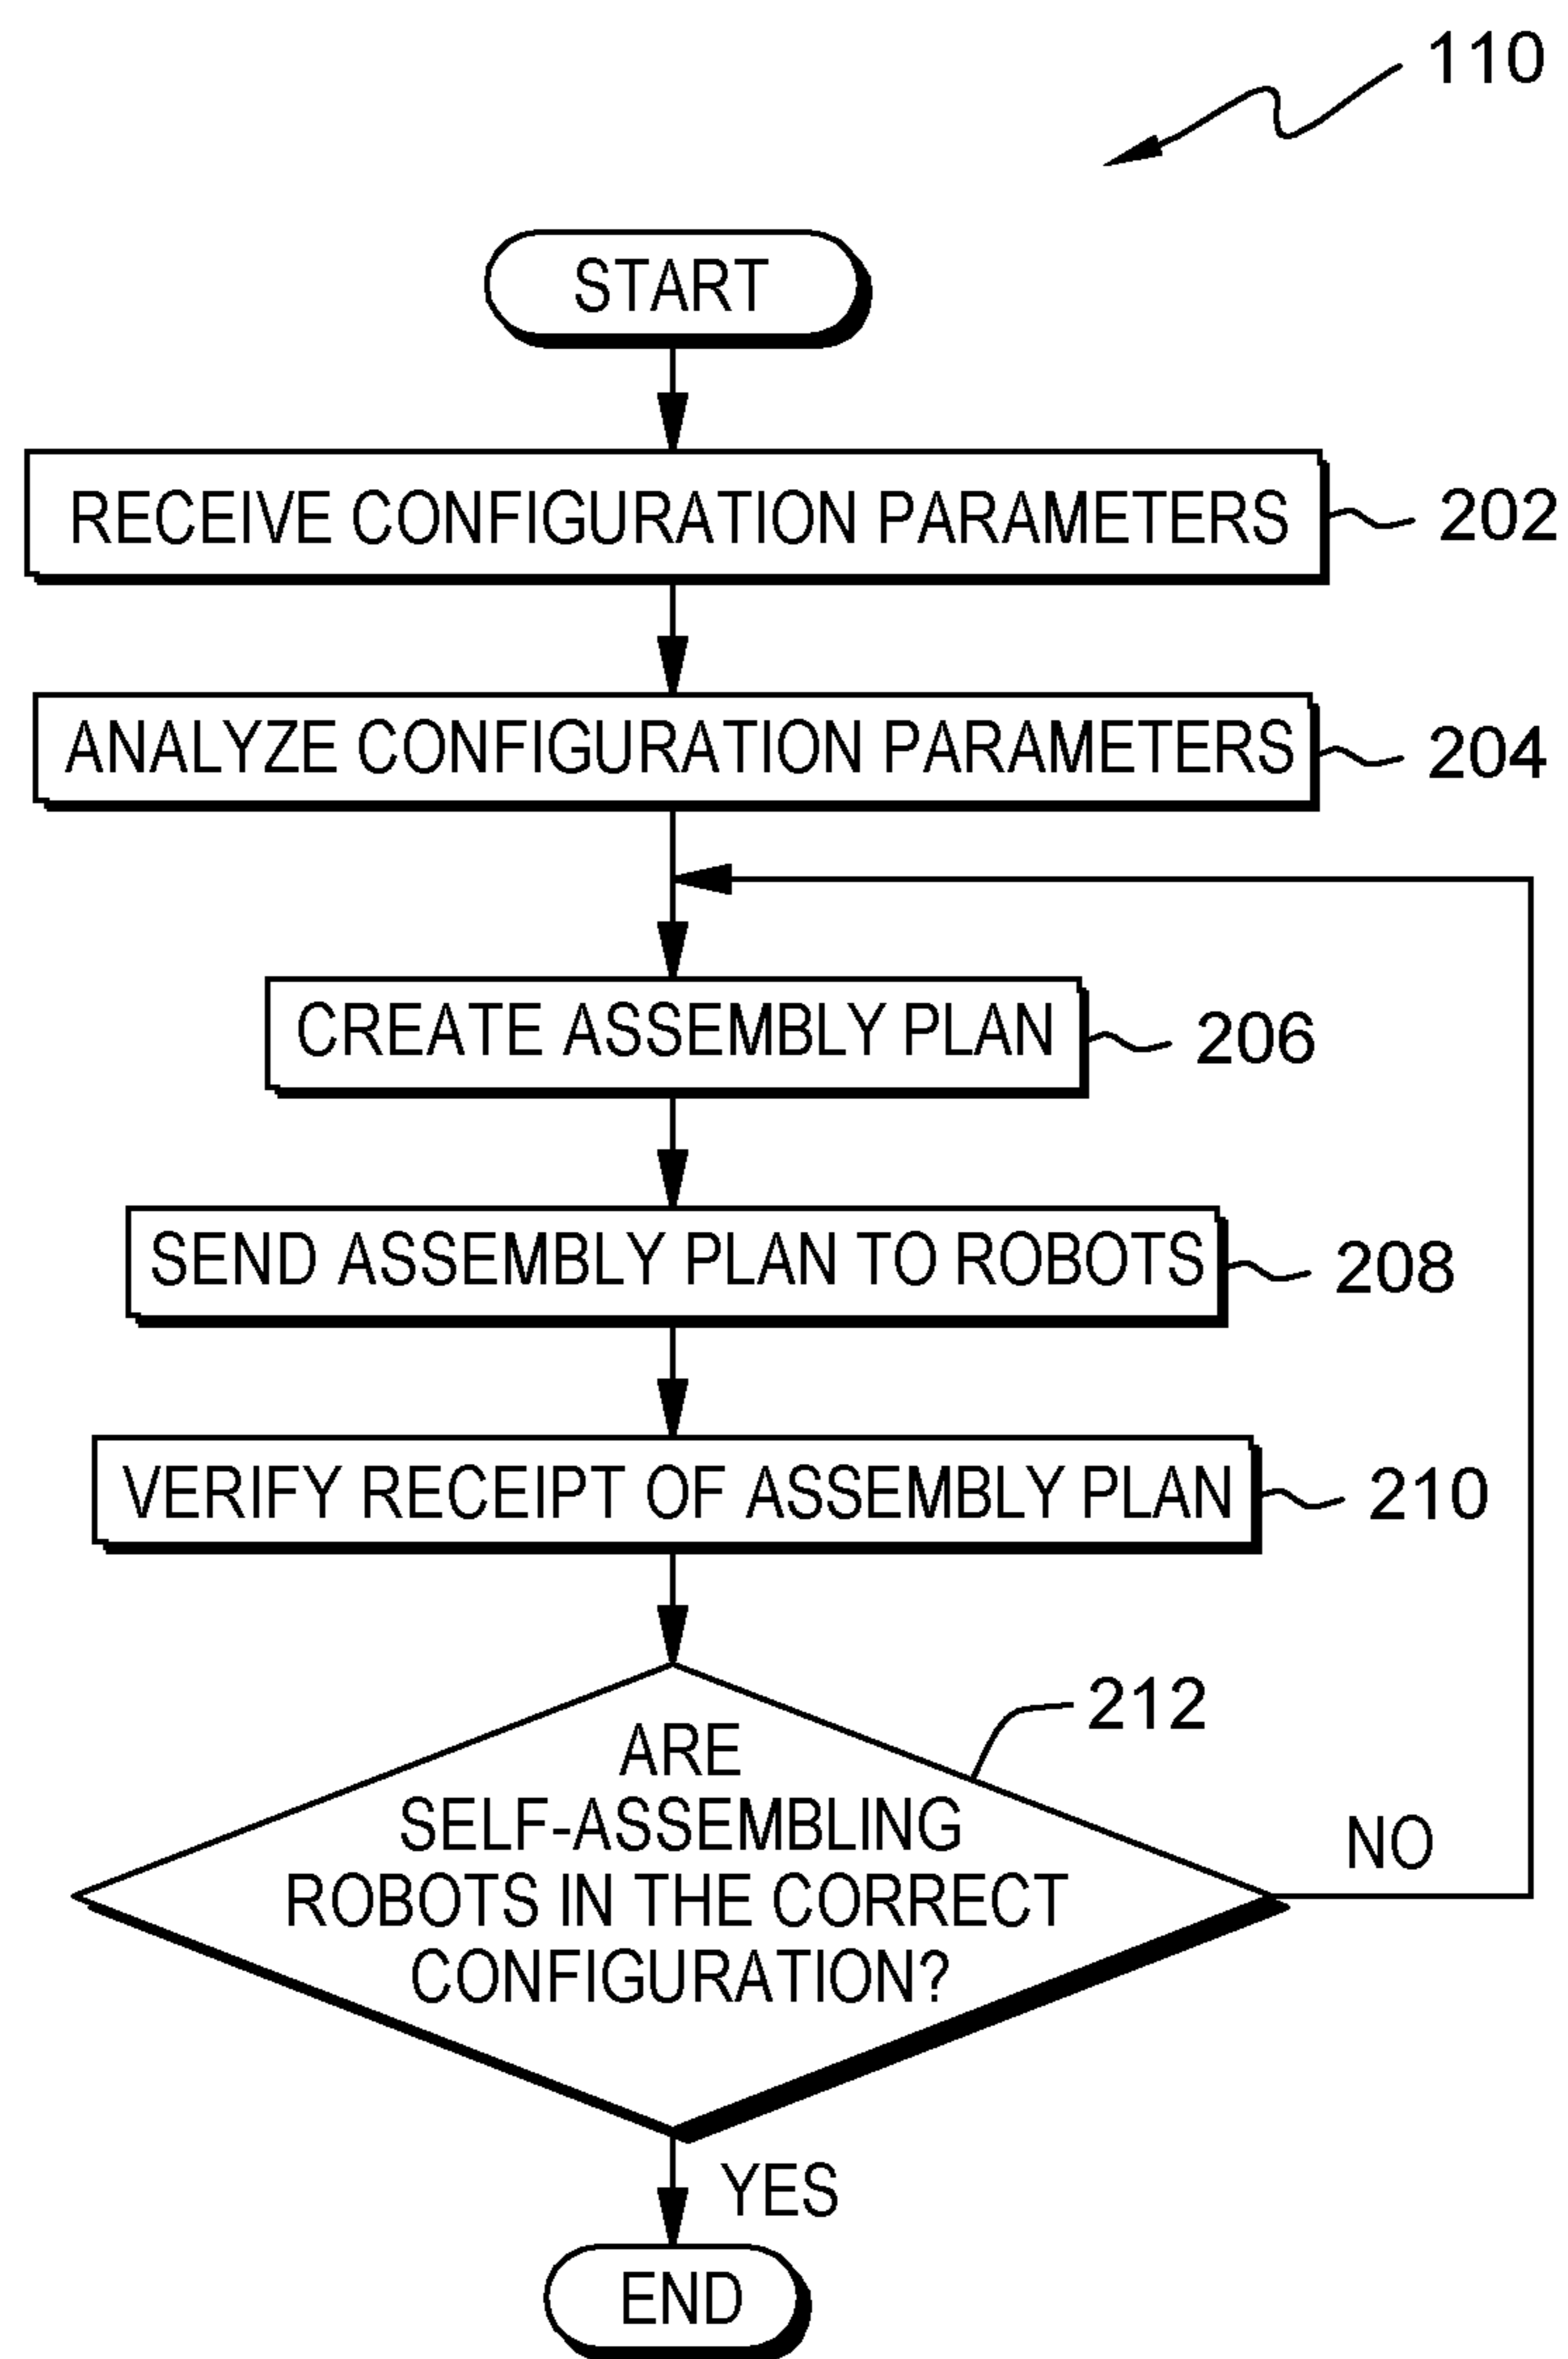 110
START
RECEIVE CONFIGURATION PARAMETERS
202
ANALYZE CONFIGURATION PARAMETERS
204
CREATE ASSEMBLY PLAN
206
SEND ASSEMBLY PLAN TO ROBOTS
208
VERIFY RECEIPT OF ASSEMBLY PLAN
210
212
ARE
SELF-ASSEMBLING
ROBOTS IN THE CORRECT
CONFIGURATION?
NO
YES
END